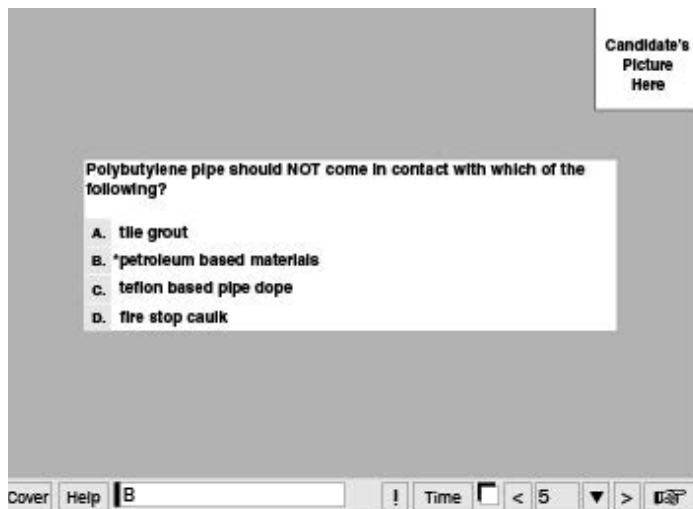 Candidate's
Picture
Here
Polybutylene pipe should NOT come in contact with which of the
following?
A. tile grout
B. *petroleum based materials
C. teflon based pipe dope
D. fire stop caulk
Cover Help B ! Time < 5 ▼ >